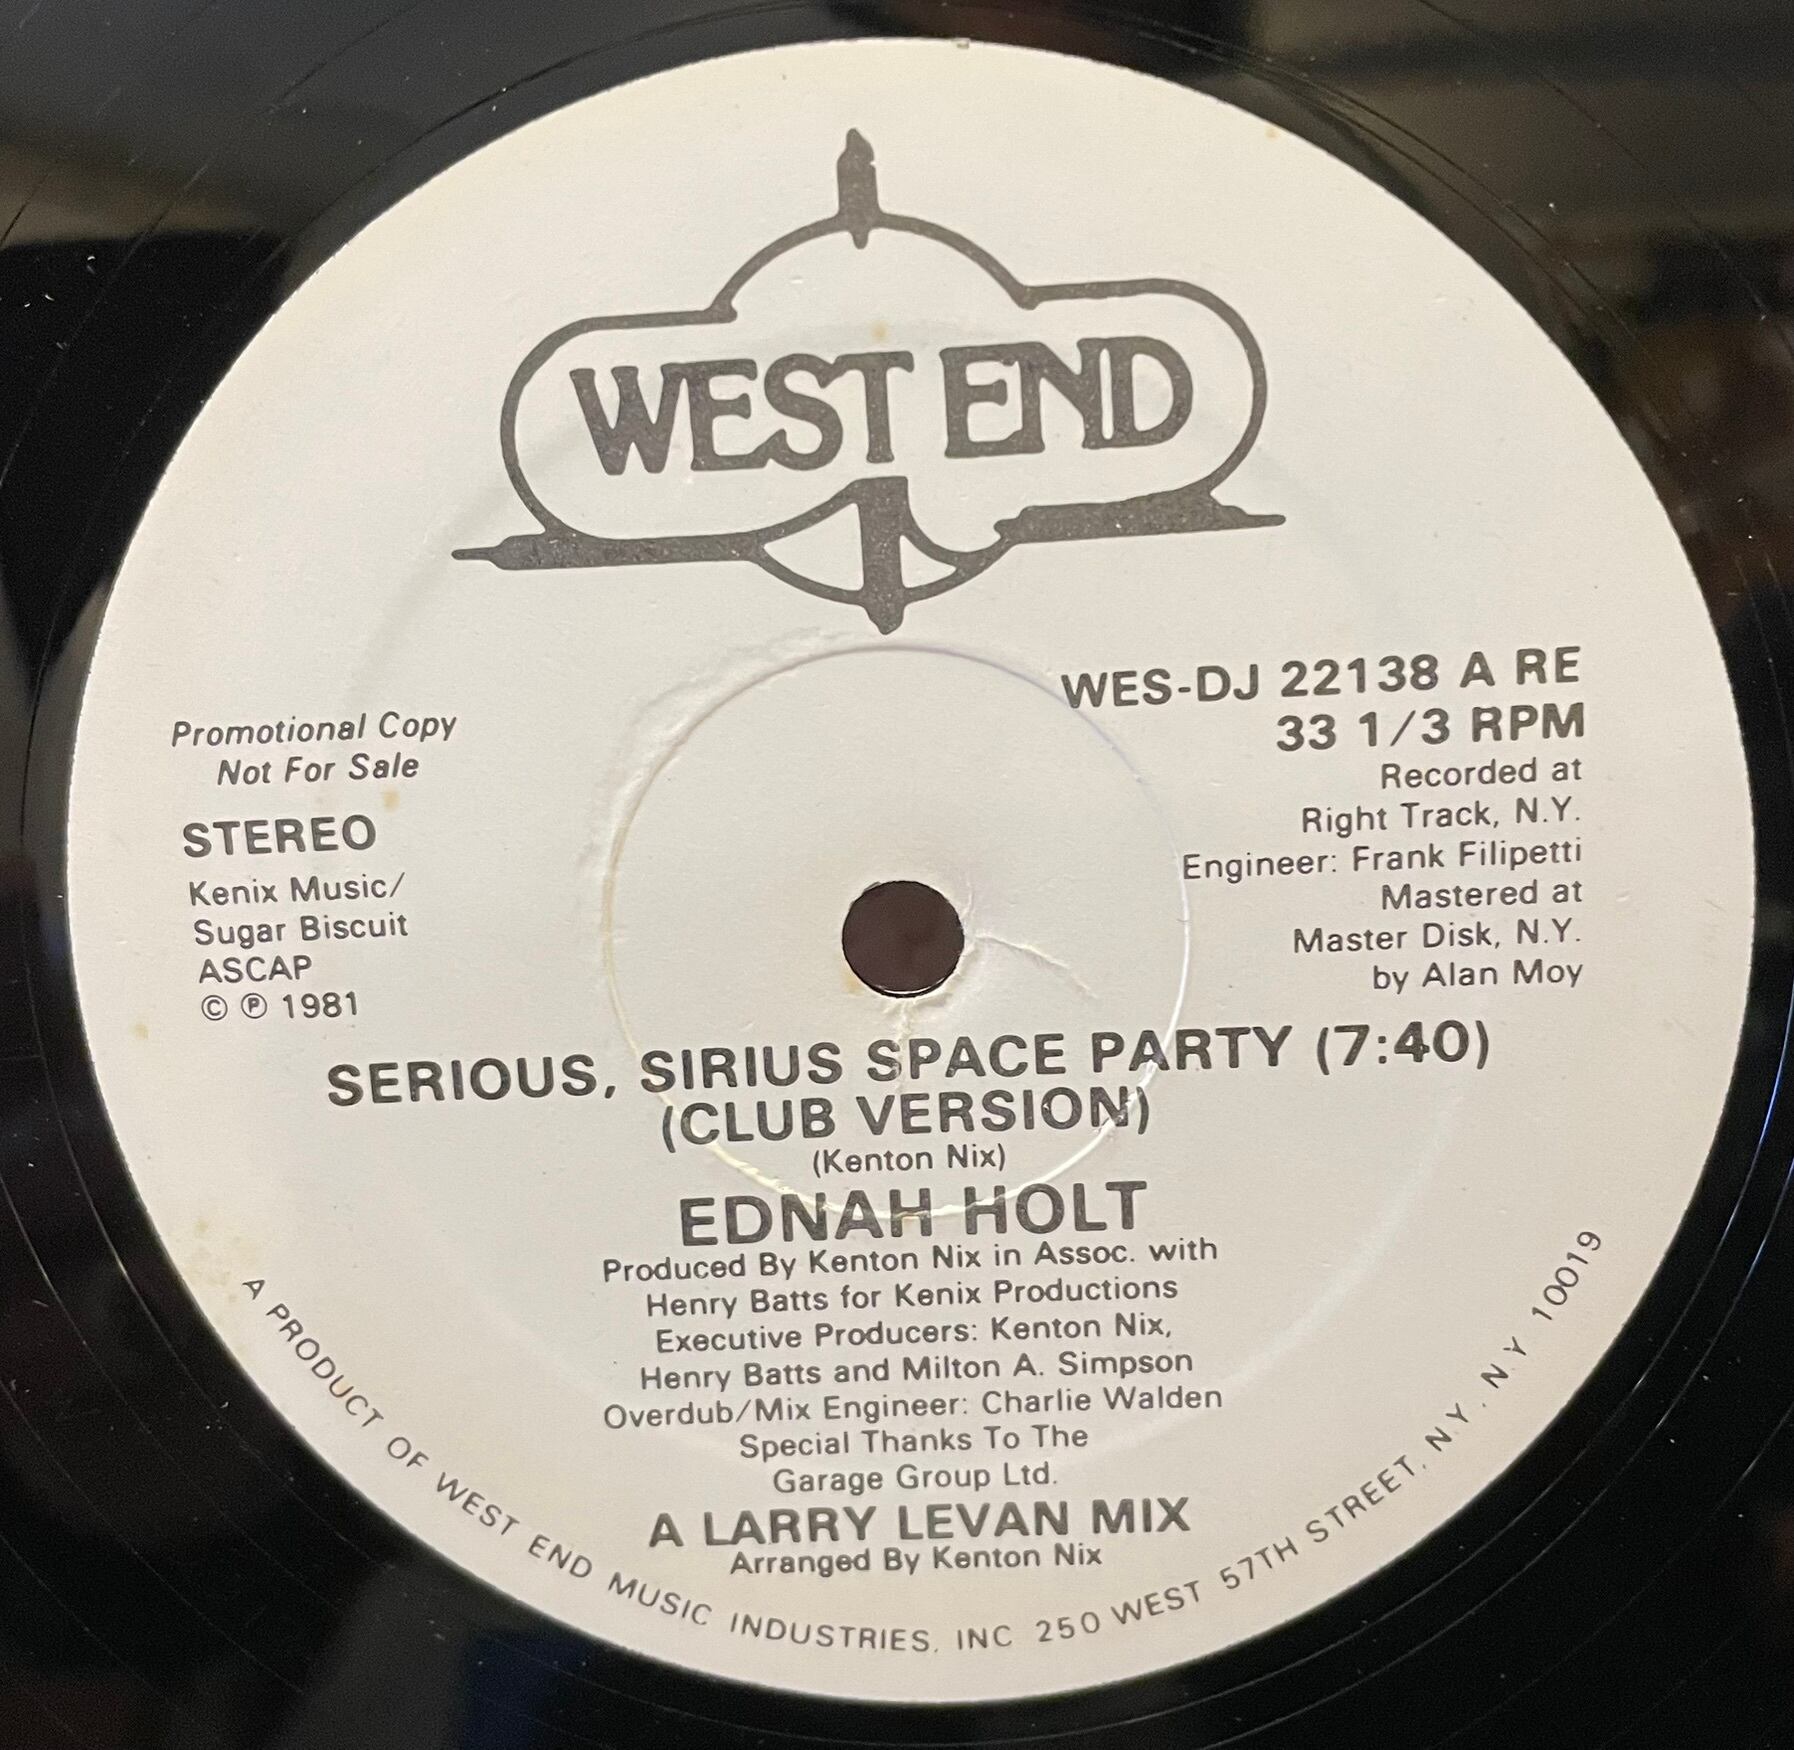 WEST END
WES-DJ 22138 A RE
33 1/3 RPM
Recorded at
Right Track, N.Y.
Engineer: Frank Filipetti
Mastered at
Master Disk, N.Y.
by Alan Moy
Promotional Copy
Not For Sale
STEREO
Kenix Music/
Sugar Biscuit
ASCAP
© ℗ 1981
SERIOUS, SIRIUS SPACE PARTY (7:40)
(CLUB VERSION)
(Kenton Nix)
EDNAH HOLT
Produced By Kenton Nix in Assoc. with
Henry Batts for Kenix Productions
Executive Producers: Kenton Nix,
Henry Batts and Milton A. Simpson
Overdub/Mix Engineer: Charlie Walden
Special Thanks To The
Garage Group Ltd.
A LARRY LEVAN MIX
Arranged By Kenton Nix
A PRODUCT OF WEST END MUSIC INDUSTRIES, INC 250 WEST 57TH STREET, N.Y., N.Y. 10019